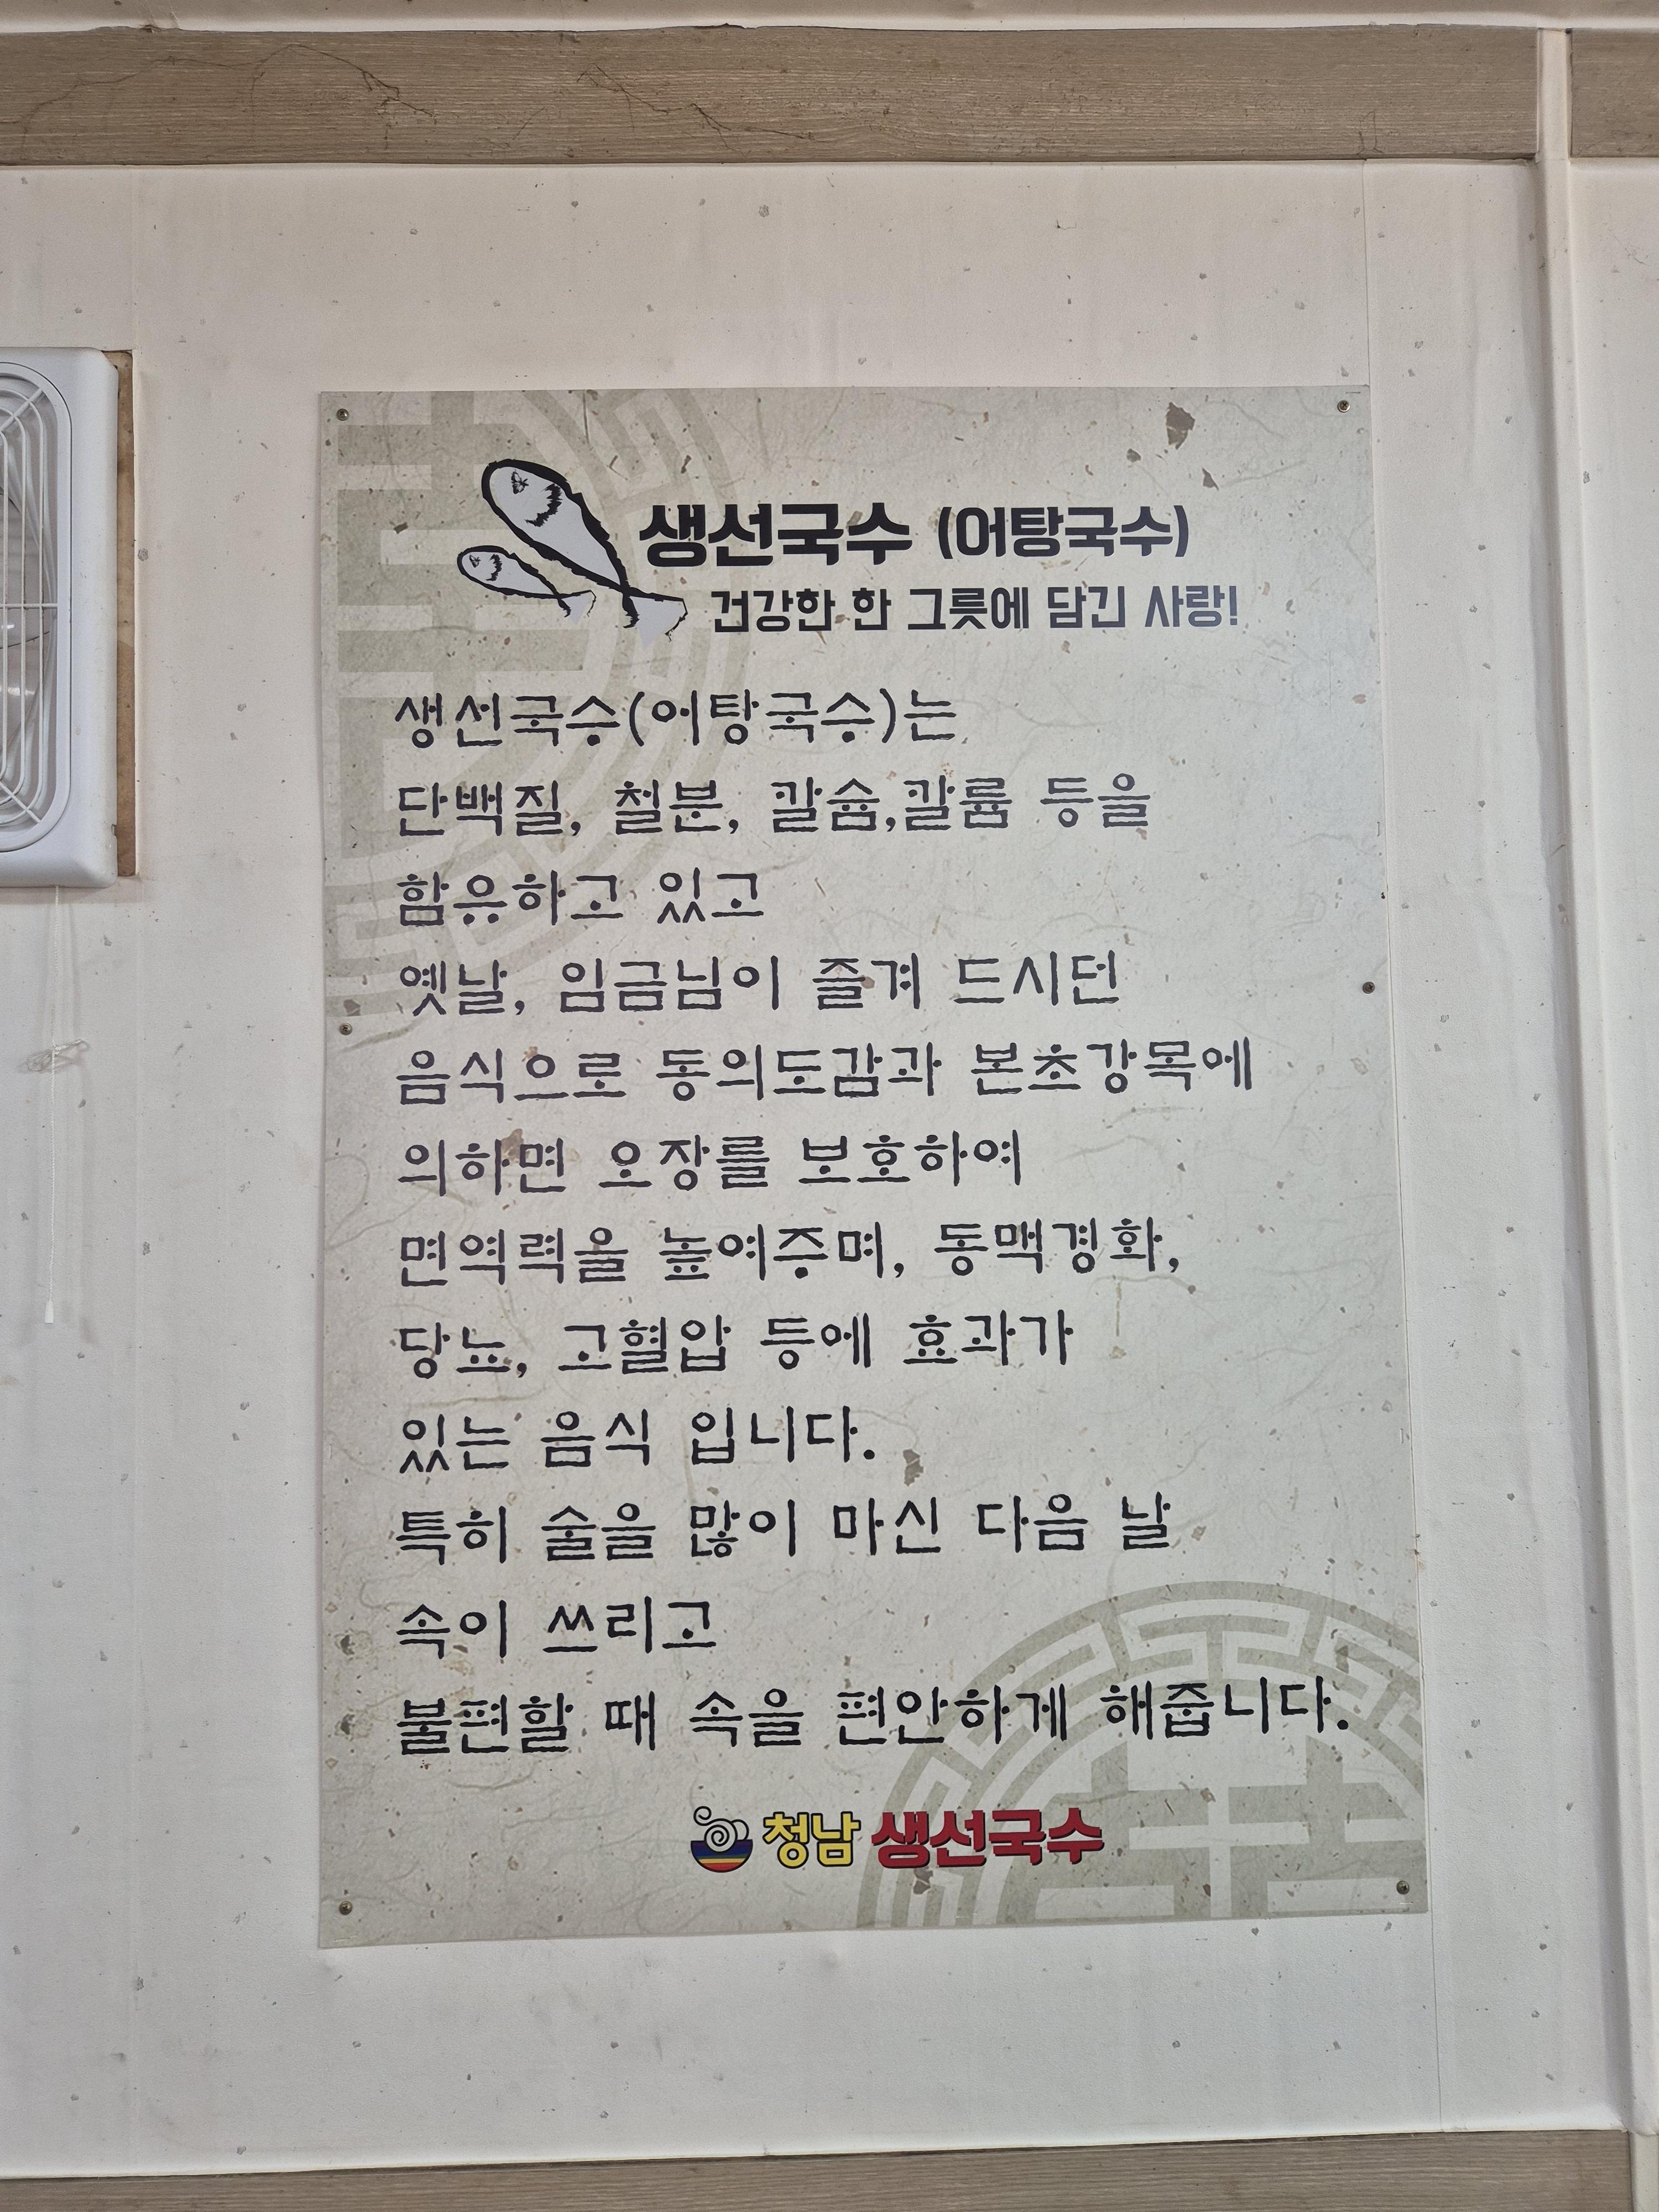 생선국수 (어탕국수)
건강한 한 그릇에 담긴 사랑!
생선국수(어탕국수)는
단백질, 철분, 칼슘,칼륨 등을
함유하고 있고
옛날, 임금님이 즐겨 드시던
음식으로 동의도감과 본초강목에
의하면 오장를 보호하여
면역력을 높여주며, 동맥경화,
당뇨, 고혈압 등에 효과가
있는 음식 입니다.
특히 술을 많이 마신 다음 날
속이 쓰리고
불편할 때 속을 편안하게 해줍니다.
청남 생선국수